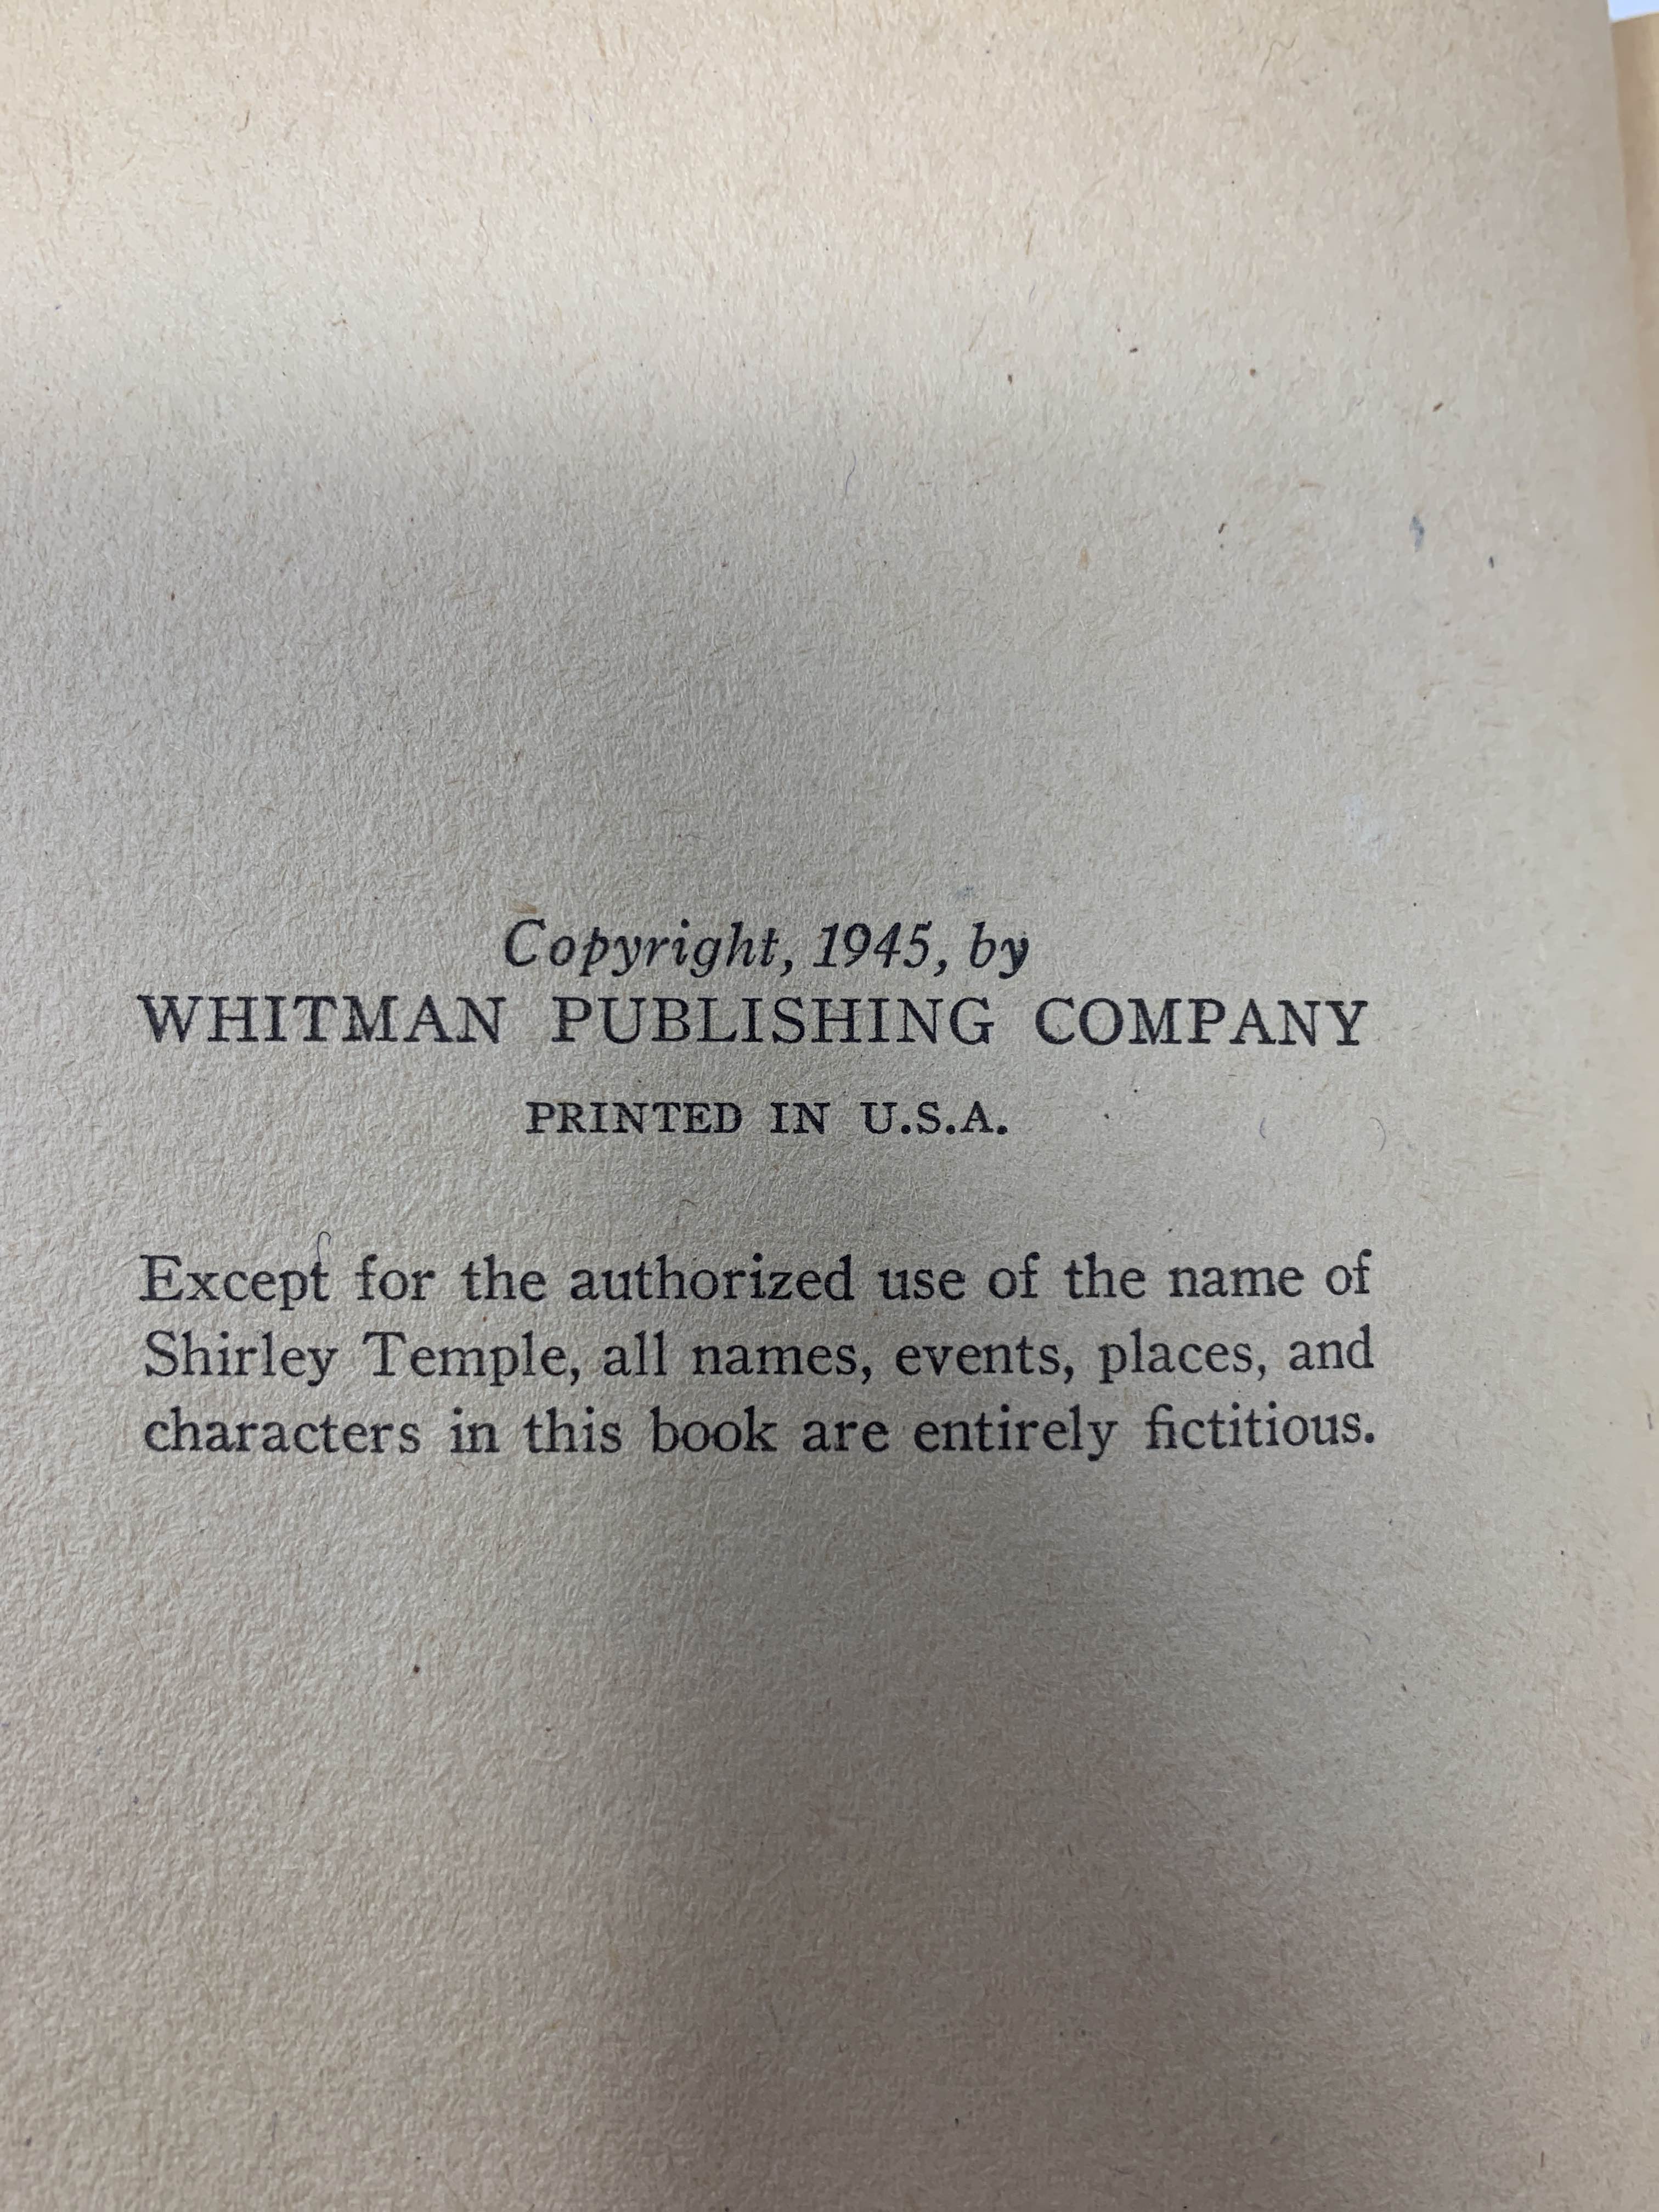 Copyright, 1945, by
WHITMAN PUBLISHING COMPANY
PRINTED IN U.S.A.
Except for the authorized use of the name of
Shirley Temple, all names, events, places, and
characters in this book are entirely fictitious.